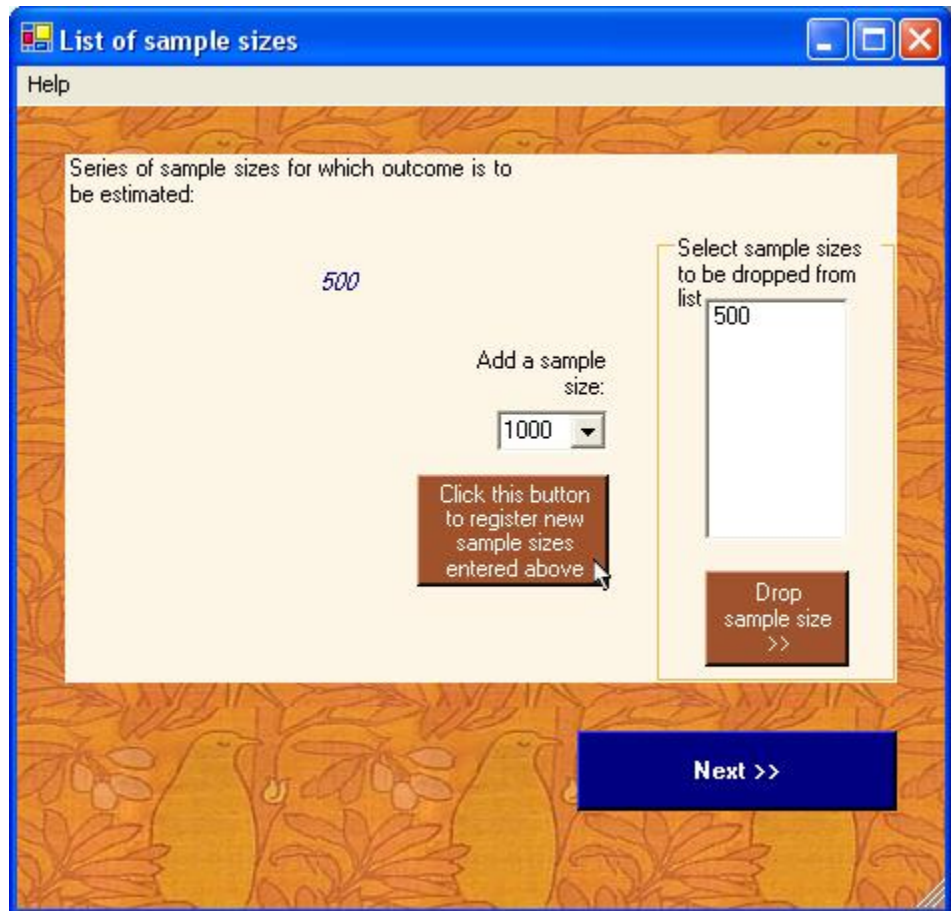 List of sample sizes
Help
Series of sample sizes for which outcome is to
be estimated:
500
Add a sample
size:
1000
Click this button
to register new
sample sizes
entered above
Select sample sizes
to be dropped from
list
500
Drop
sample size
>>
Next >>